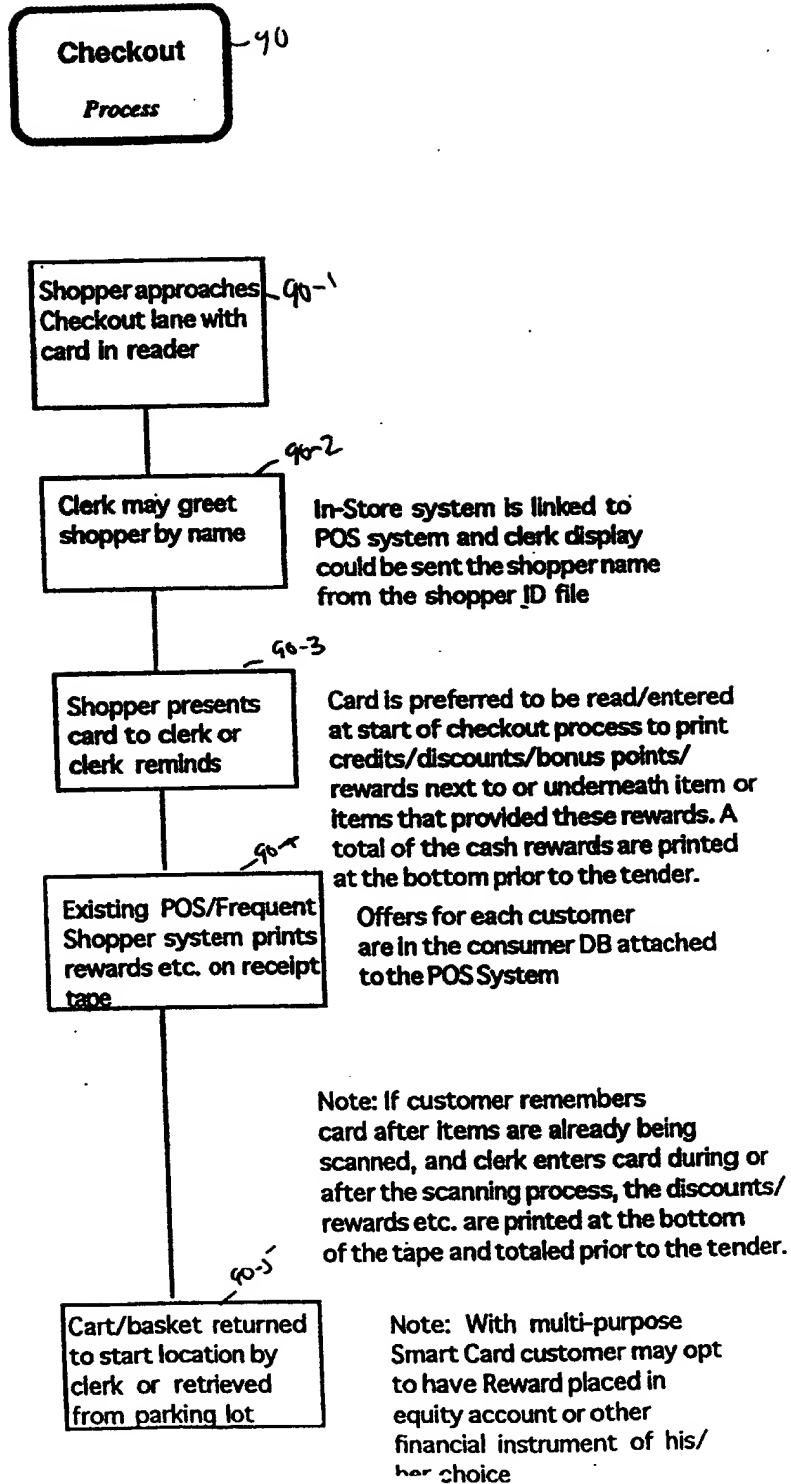 Checkout
90
Process
Shopper approaches
Checkout lane with
card in reader
90-1
90-2
Clerk may greet
shopper by name
In-Store system is linked to
POS system and clerk display
could be sent the shopper name
from the shopper ID file
90-3
Shopper presents
card to clerk or
clerk reminds
Card is preferred to be read/entered
at start of checkout process to print
credits/discounts/bonus points/
rewards next to or underneath item or
items that provided these rewards. A
total of the cash rewards are printed
at the bottom prior to the tender.
90-4
Existing POS/Frequent
Shopper system prints
rewards etc. on receipt
tape
Offers for each customer
are in the consumer DB attached
to the POS System
Note: If customer remembers
card after items are already being
scanned, and clerk enters card during or
after the scanning process, the discounts/
rewards etc. are printed at the bottom
of the tape and totaled prior to the tender.
90-5
Cart/basket returned
to start location by
clerk or retrieved
from parking lot
Note: With multi-purpose
Smart Card customer may opt
to have Reward placed in
equity account or other
financial instrument of his/
her choice